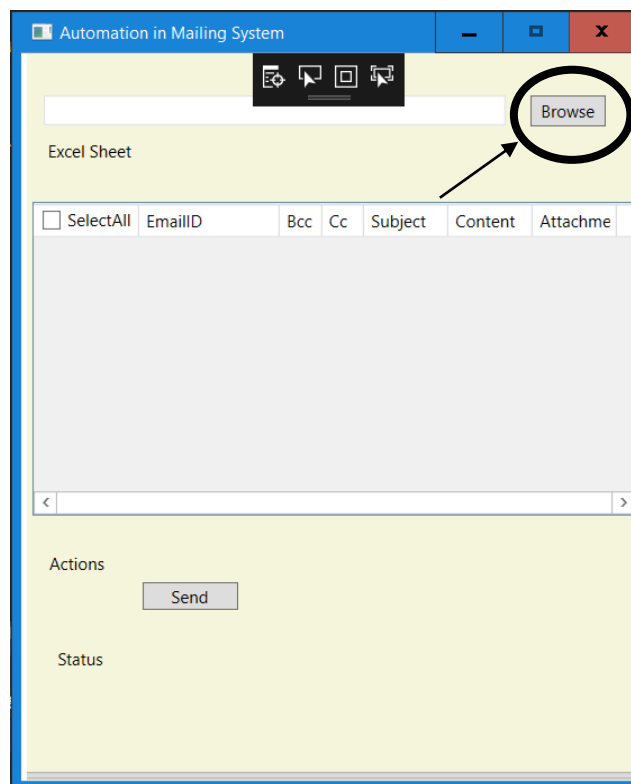 Automation in Mailing System
Browse
Excel Sheet
SelectAll EmailID Bcc Cc Subject Content Attachme
Actions
Send
Status